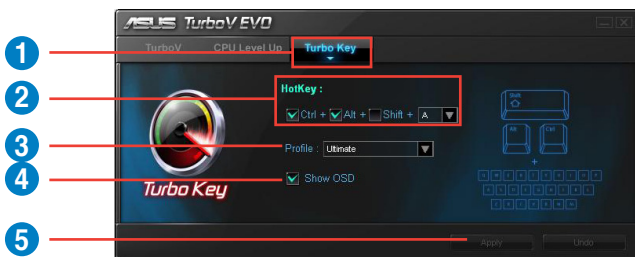 ASUS TurboV EVO
TurboV CPU Level Up Turbo Key
1
2
HotKey :
Ctrl + Alt + Shift + A
3
Profile : Ultimate
4
Show OSD
Turbo Key
Shift
Alt Ctrl
+
5
Apply Undo